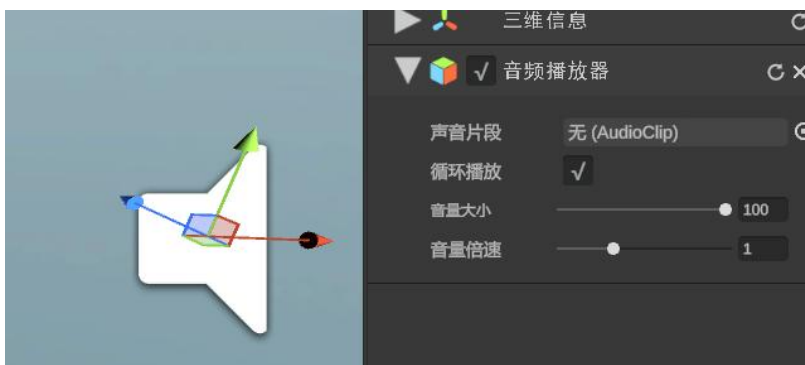 三维信息
音频播放器
声音片段 无 (AudioClip)
循环播放
音量大小 100
音量倍速 1